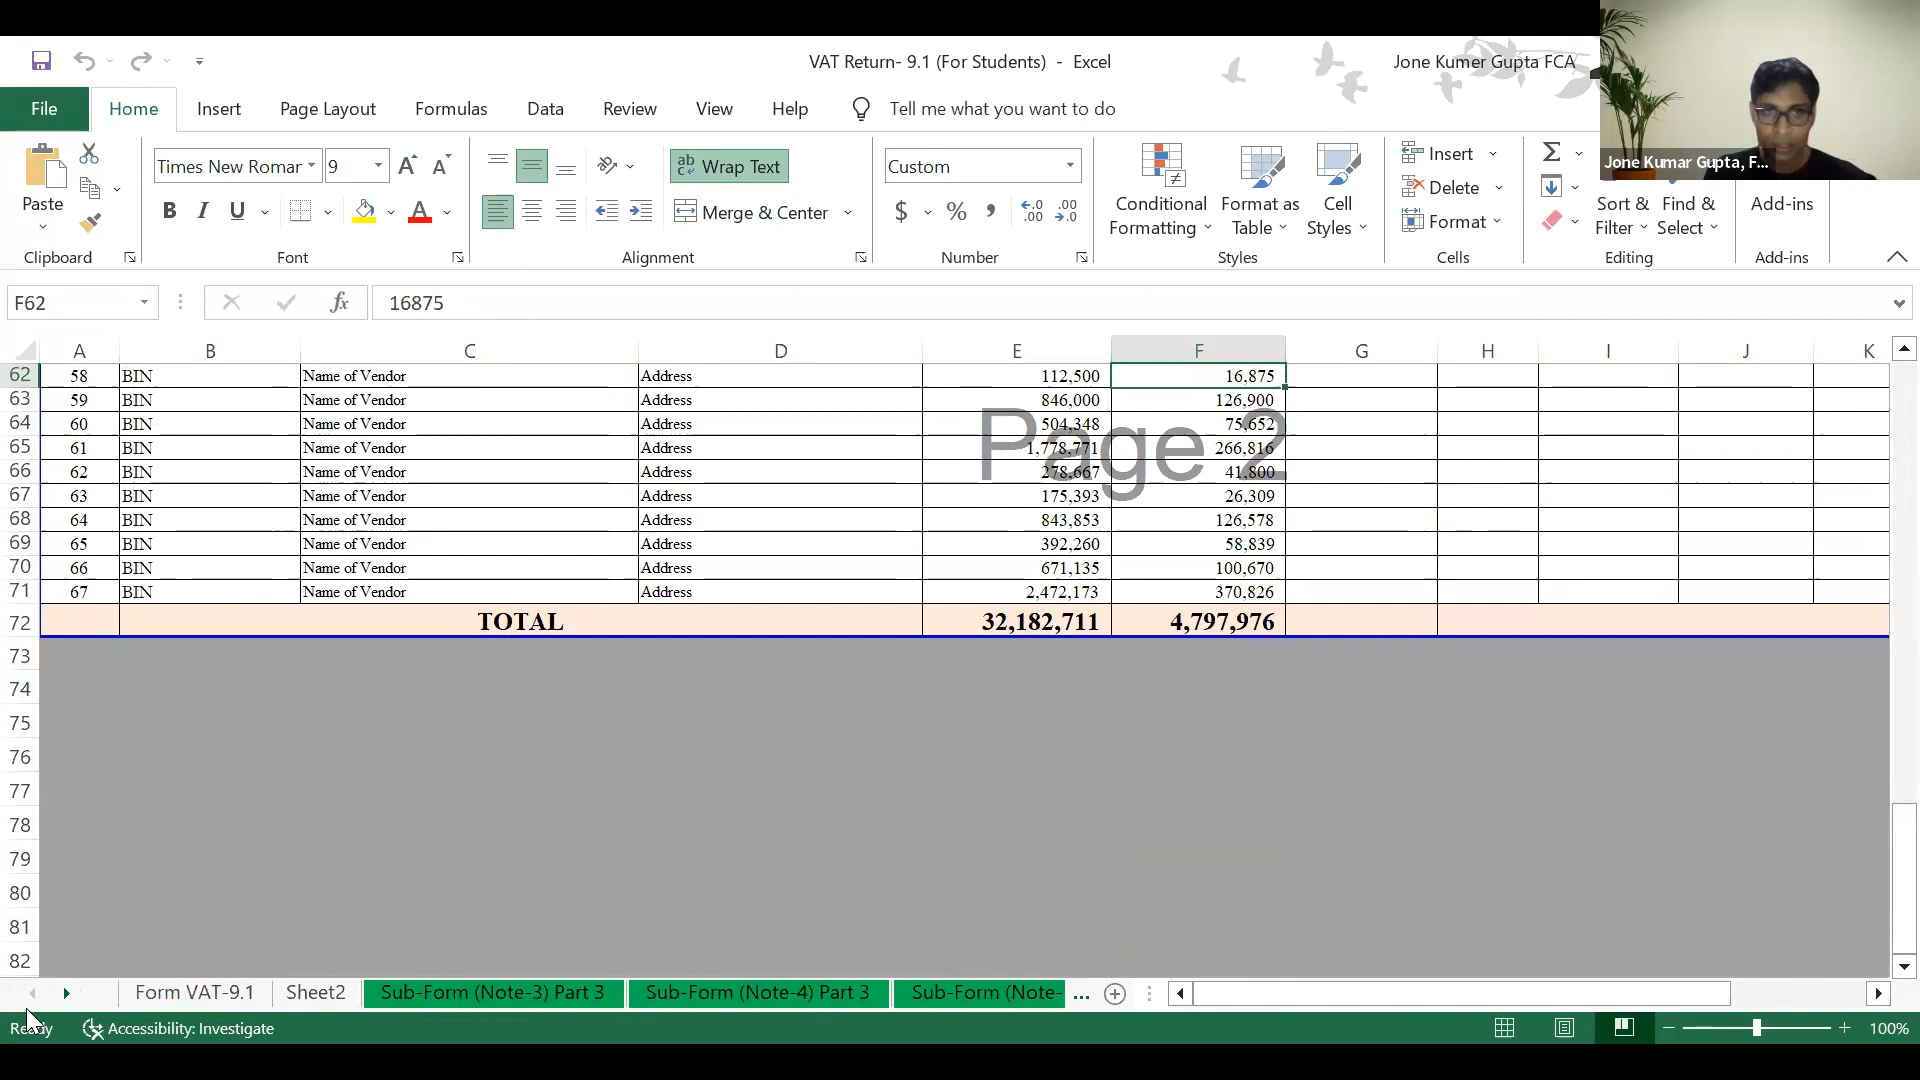 VAT Return- 9.1 (For Students) - Excel
Jone Kumer Gupta FCA
File Home Insert Page Layout Formulas Data Review View Help Tell me what you want to do
Jone Kumar Gupta, F...
Paste
Clipboard
Times New Romar 9
B I U
Font
Wrap Text
Merge & Center
Alignment
Custom
$ % ,
Number
Conditional Formatting
Format as Table
Cell Styles
Styles
Insert
Delete
Format
Cells
Sort & Filter
Find & Select
Editing
Add-ins
Add-ins
F62 fx 16875
A B C D E F G H I J K
62 58 BIN Name of Vendor Address 112,500 16,875
63 59 BIN Name of Vendor Address 846,000 126,900
64 60 BIN Name of Vendor Address 504,348 75,652
65 61 BIN Name of Vendor Address 1,778,771 266,816
66 62 BIN Name of Vendor Address 278,667 41,800
67 63 BIN Name of Vendor Address 175,393 26,309
68 64 BIN Name of Vendor Address 843,853 126,578
69 65 BIN Name of Vendor Address 392,260 58,839
70 66 BIN Name of Vendor Address 671,135 100,670
71 67 BIN Name of Vendor Address 2,472,173 370,826
72 TOTAL 32,182,711 4,797,976
Page 2
73
74
75
76
77
78
79
80
81
82
Form VAT-9.1 Sheet2 Sub-Form (Note-3) Part 3 Sub-Form (Note-4) Part 3 Sub-Form (Note- ...
Ready Accessibility: Investigate 100%